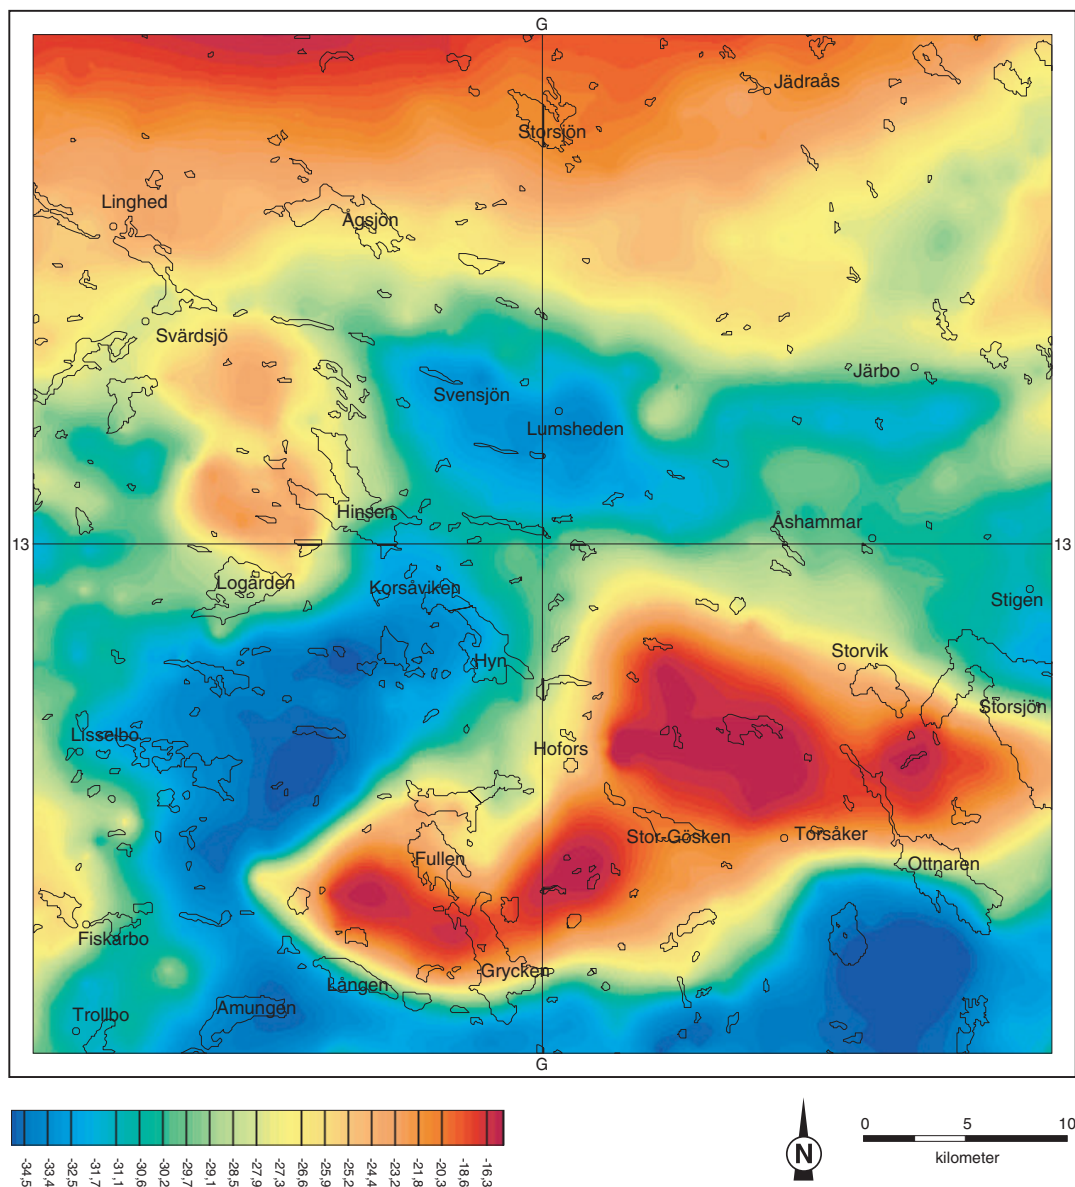 G
Jädraås
Storsjön
Linghed
Ågsjön
Svärdsjö
Järbo
Svensjön
Lumsheden
Hinsen
Åshammar
13
13
Logärden
Korsåviken
Stigen
Hyn
Storvik
Storsjön
Lisselbo
Hofors
Stor-Gösken
Torsåker
Fullen
Ottnaren
Fiskarbo
Grycken
Lången
Trollbo
Amungen
G
-34,5 -33,4 -32,5 -31,7 -31,1 -30,6 -30,2 -29,7 -29,1 -28,5 -27,9 -27,3 -26,6 -25,9 -25,2 -24,4 -23,2 -21,8 -20,3 -18,6 -16,3
N
0 5 10
kilometer